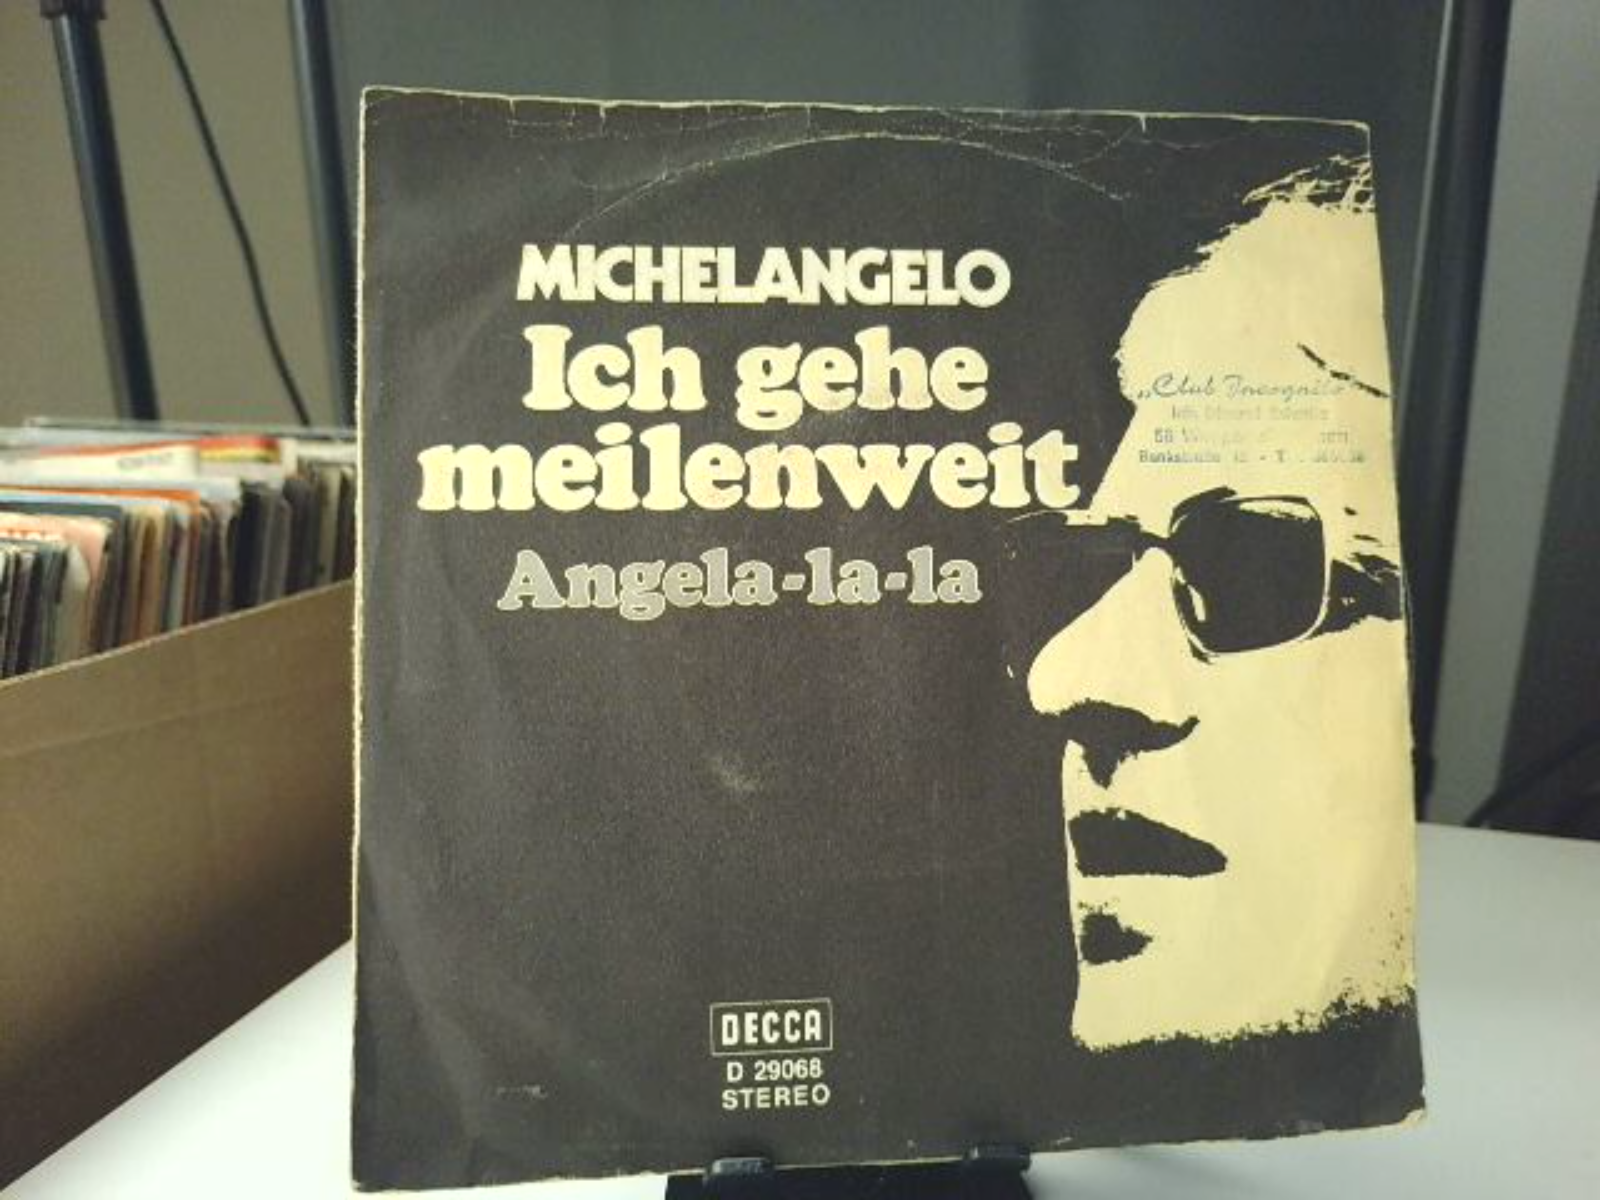 MICHELANGELO
Ich gehe
meilenweit
Angela-la-la
„Club Incognito"
DECCA
D 29068
STEREO